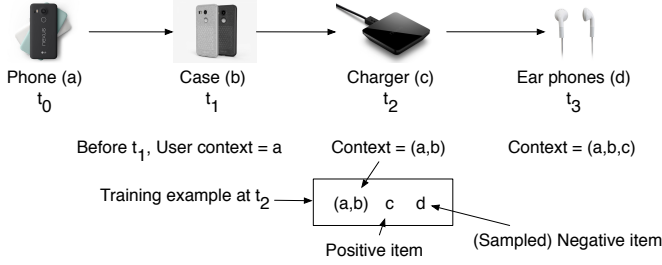 Phone (a)
t0
Case (b)
t1
Charger (c)
t2
Ear phones (d)
t3
Before t1, User context = a
Context = (a,b)
Context = (a,b,c)
Training example at t2
(a,b) c d
Positive item
(Sampled) Negative item